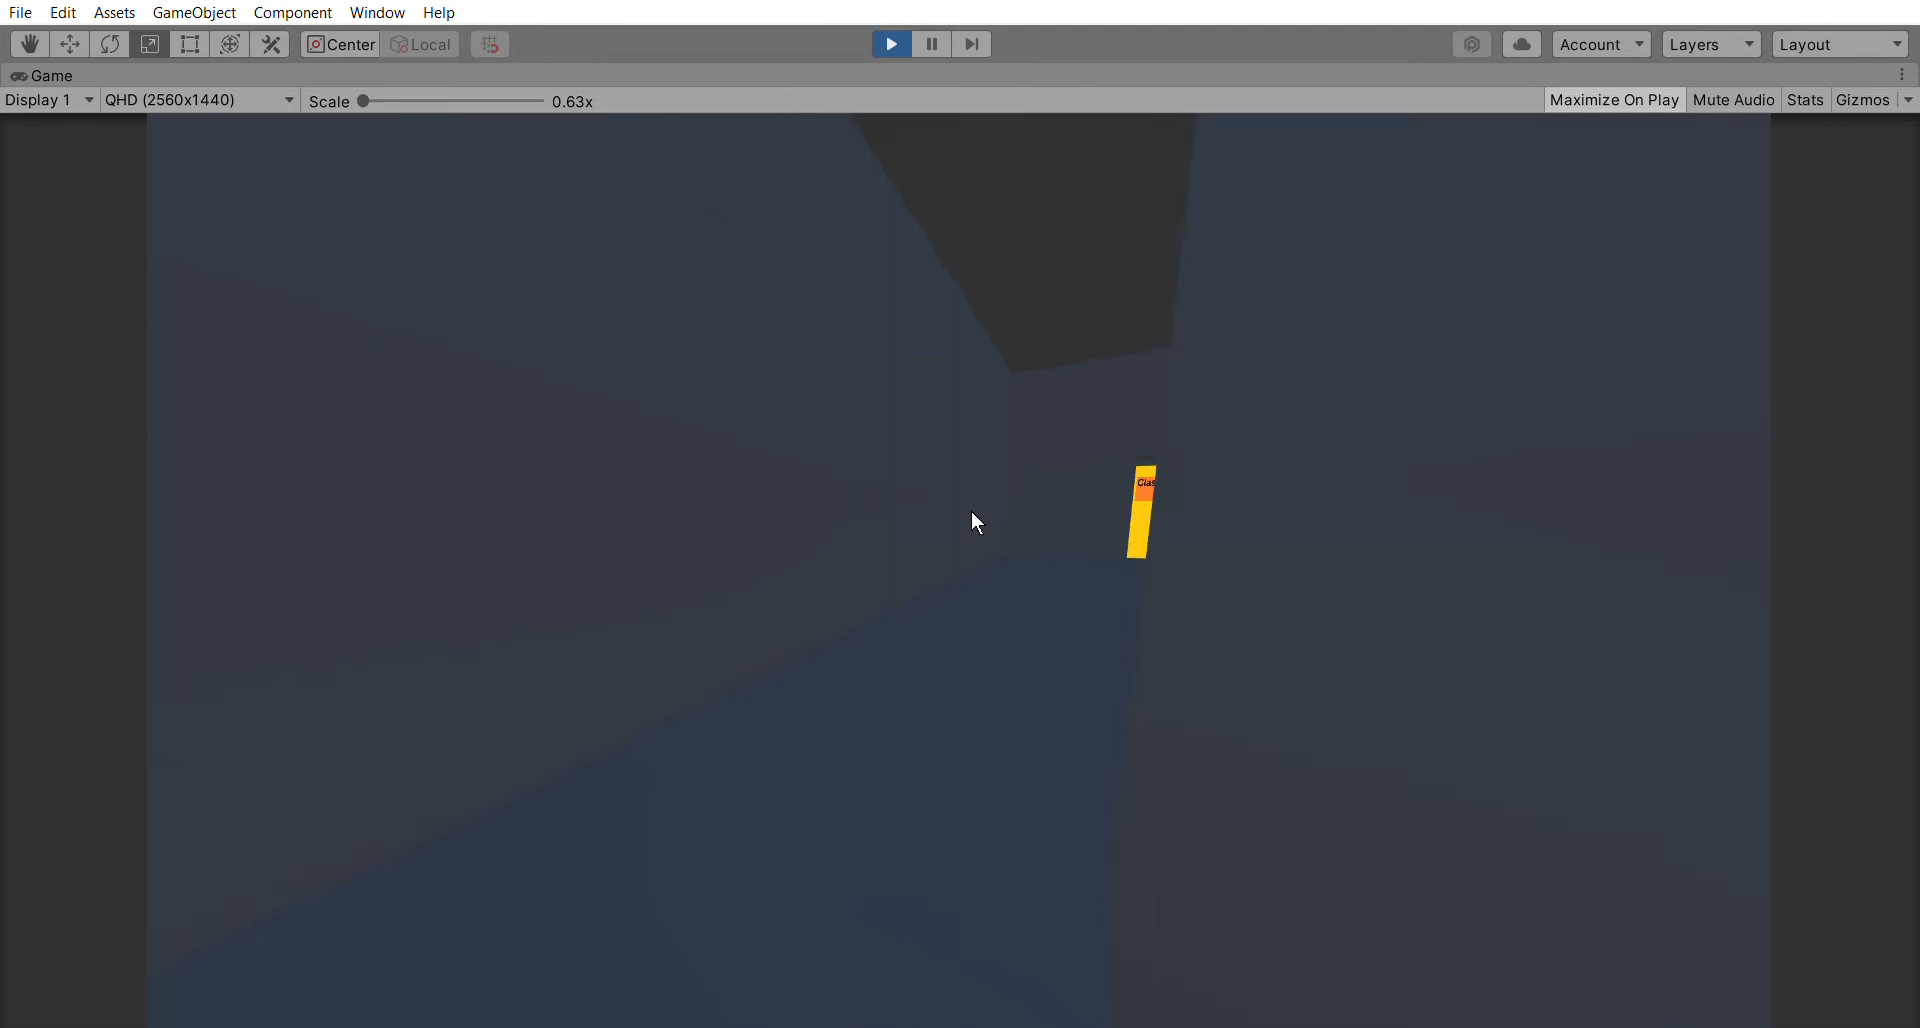 File Edit Assets GameObject Component Window Help
Center Local Account Layers Layout
Game
Display 1 QHD (2560x1440) Scale 0.63x Maximize On Play Mute Audio Stats Gizmos
Clas